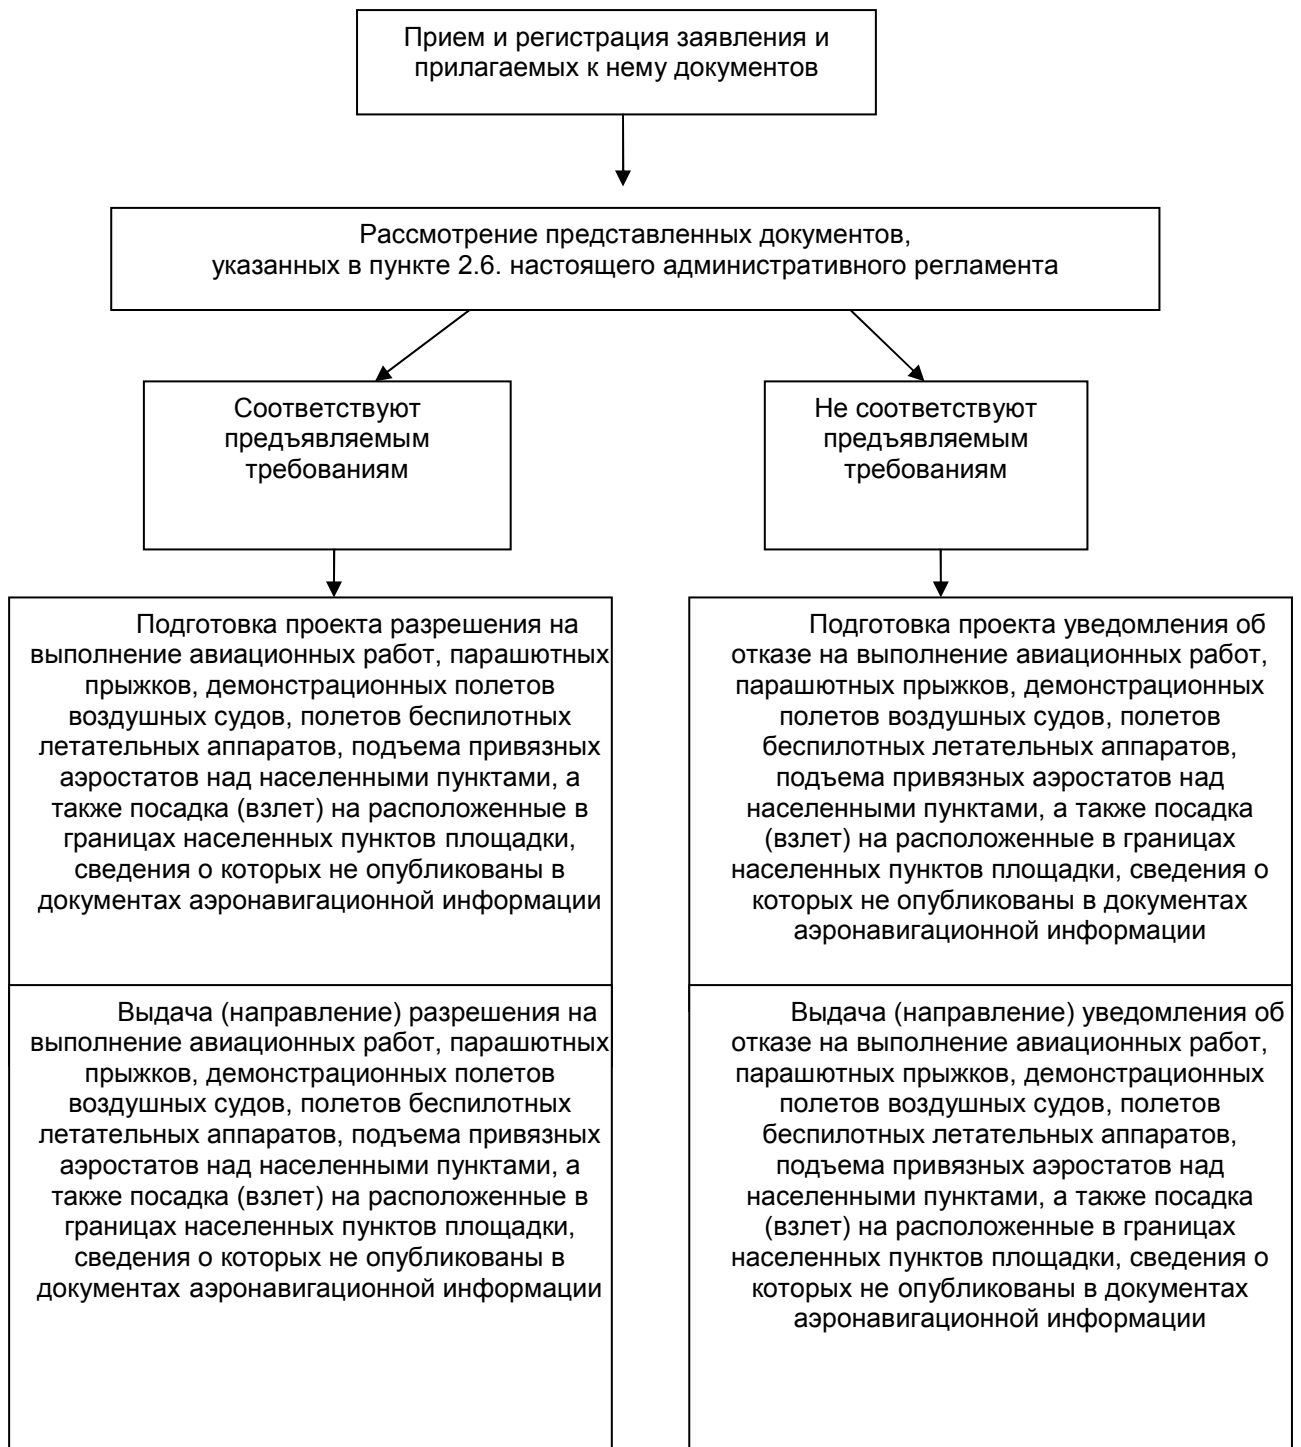 Прием и регистрация заявления и
прилагаемых к нему документов
Рассмотрение представленных документов,
указанных в пункте 2.6. настоящего административного регламента
Соответствуют
предъявляемым
требованиям
Не соответствуют
предъявляемым
требованиям
Подготовка проекта разрешения на
выполнение авиационных работ, парашютных
прыжков, демонстрационных полетов
воздушных судов, полетов беспилотных
летательных аппаратов, подъема привязных
аэростатов над населенными пунктами, а
также посадка (взлет) на расположенные в
границах населенных пунктов площадки,
сведения о которых не опубликованы в
документах аэронавигационной информации
Подготовка проекта уведомления об
отказе на выполнение авиационных работ,
парашютных прыжков, демонстрационных
полетов воздушных судов, полетов
беспилотных летательных аппаратов,
подъема привязных аэростатов над
населенными пунктами, а также посадка
(взлет) на расположенные в границах
населенных пунктов площадки, сведения о
которых не опубликованы в документах
аэронавигационной информации
Выдача (направление) разрешения на
выполнение авиационных работ, парашютных
прыжков, демонстрационных полетов
воздушных судов, полетов беспилотных
летательных аппаратов, подъема привязных
аэростатов над населенными пунктами, а
также посадка (взлет) на расположенные в
границах населенных пунктов площадки,
сведения о которых не опубликованы в
документах аэронавигационной информации
Выдача (направление) уведомления об
отказе на выполнение авиационных работ,
парашютных прыжков, демонстрационных
полетов воздушных судов, полетов
беспилотных летательных аппаратов,
подъема привязных аэростатов над
населенными пунктами, а также посадка
(взлет) на расположенные в границах
населенных пунктов площадки, сведения о
которых не опубликованы в документах
аэронавигационной информации